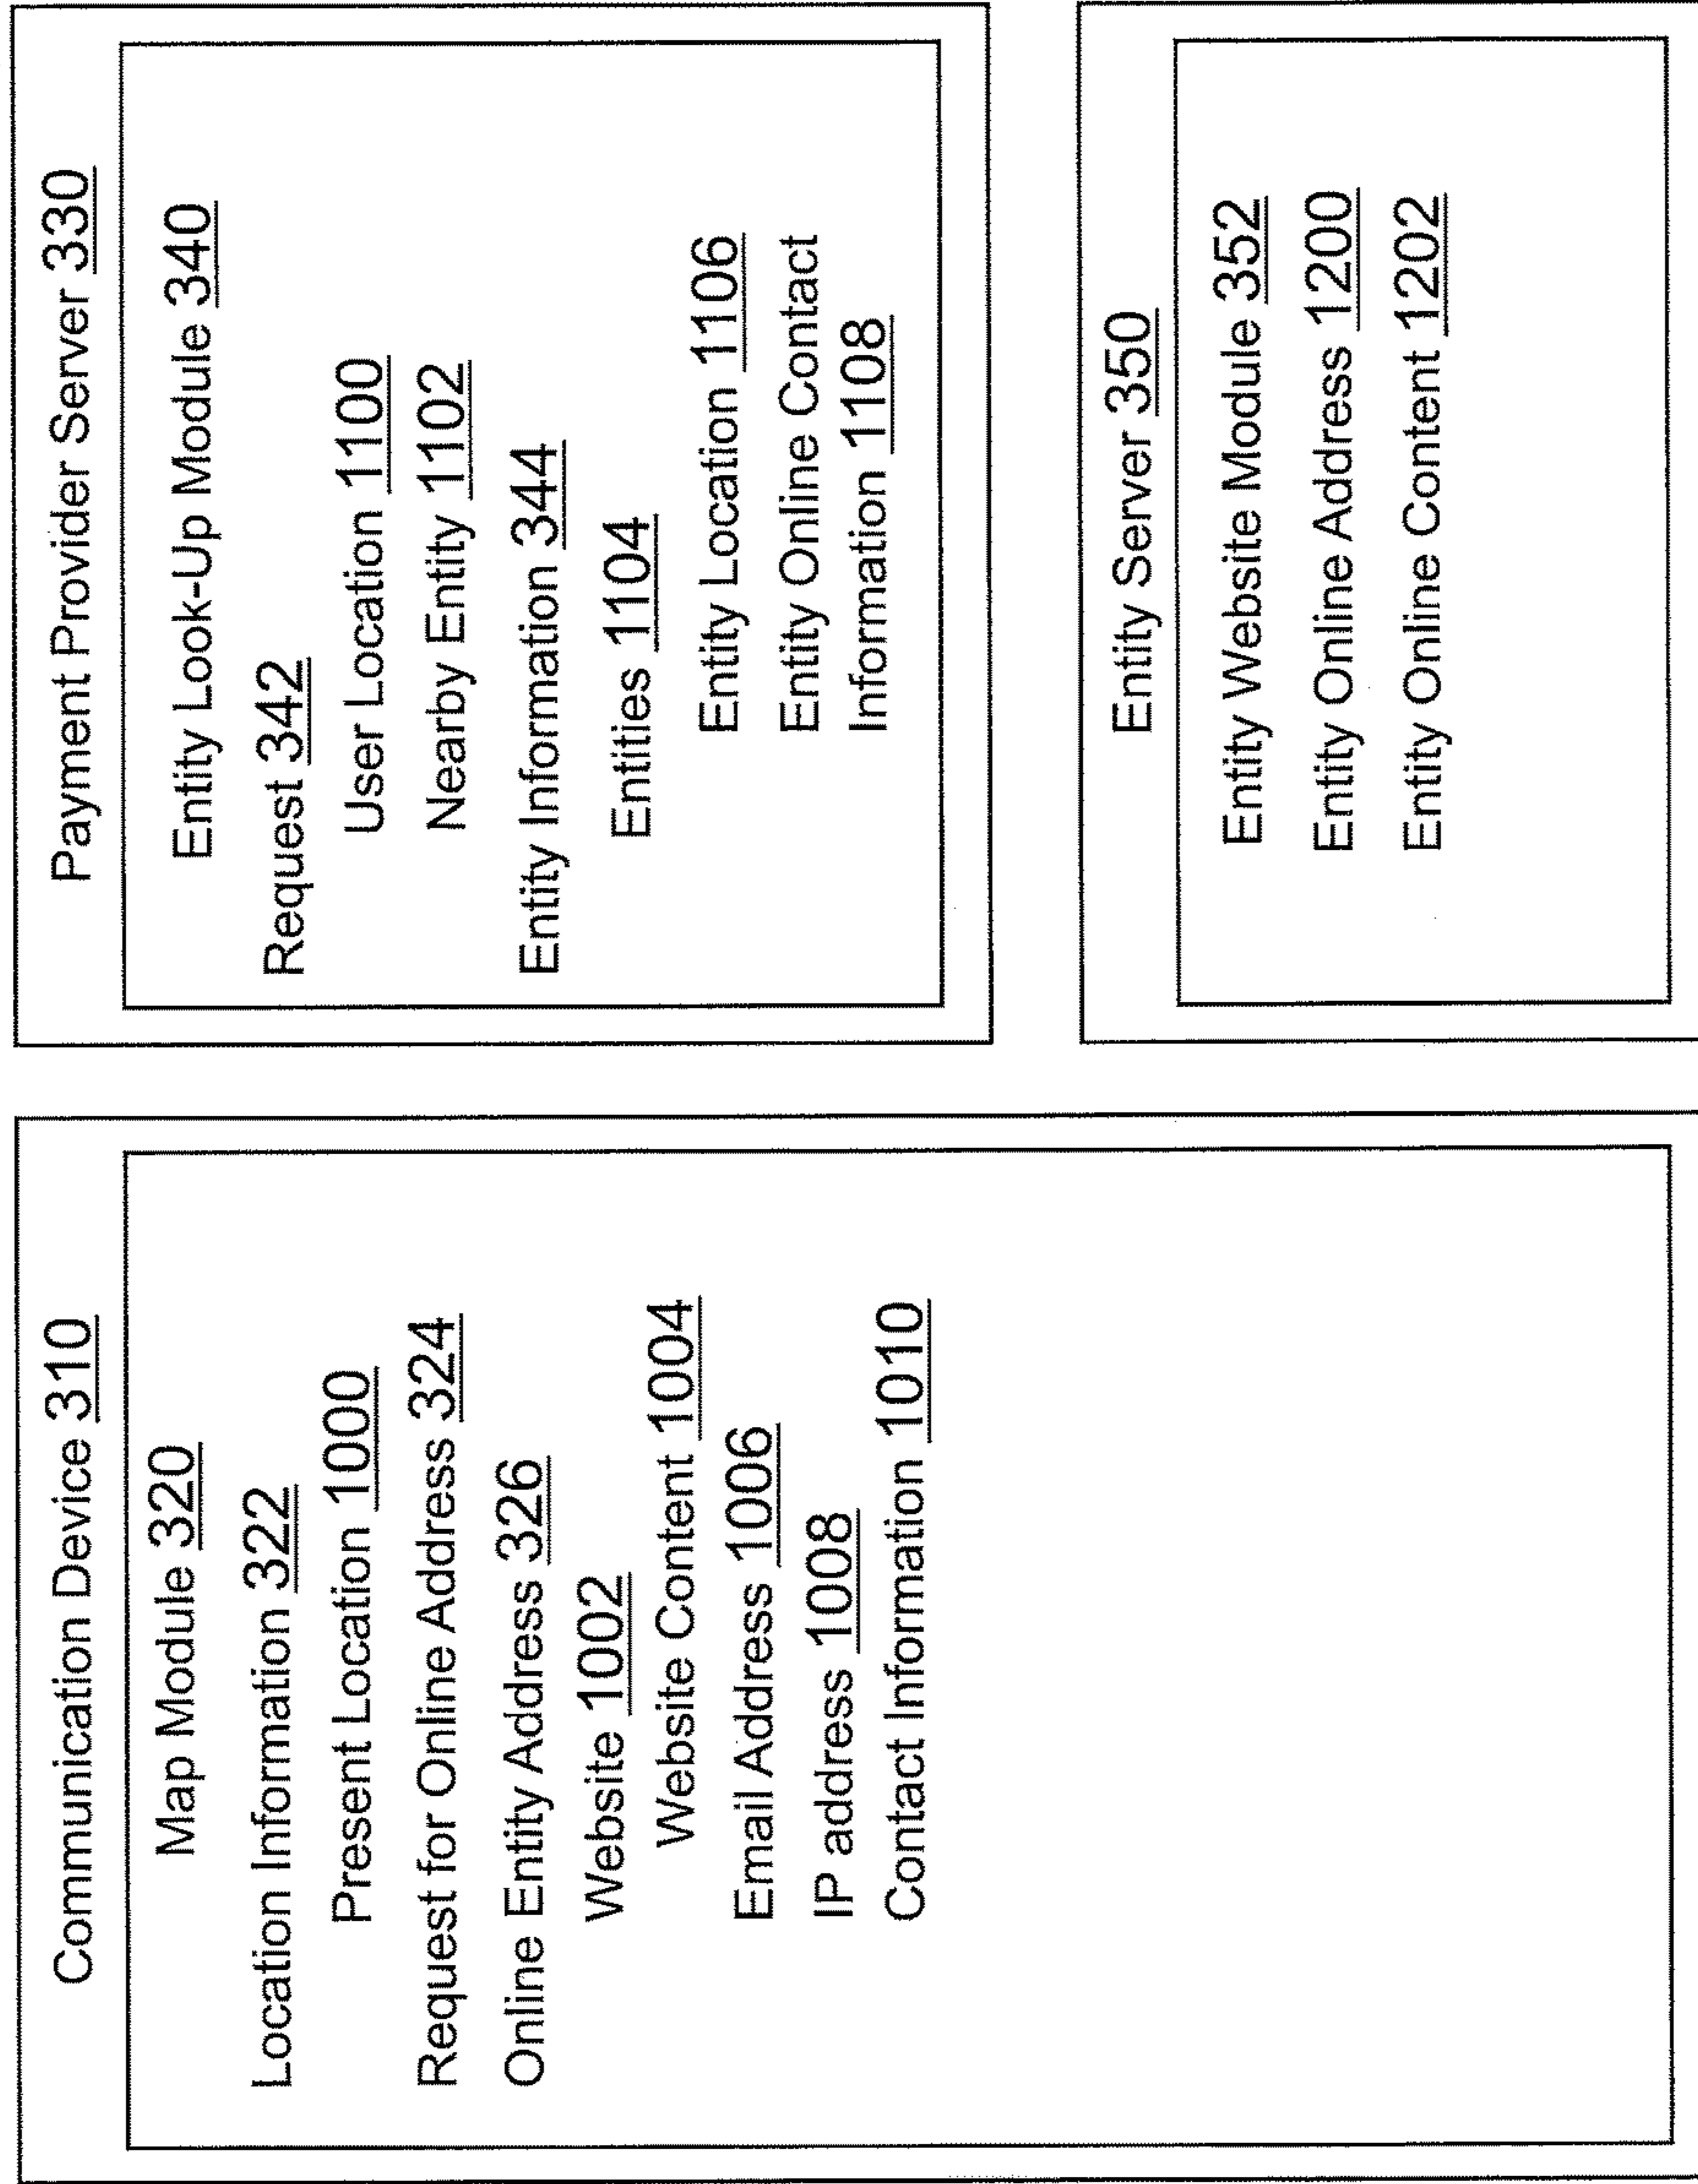 Communication Device 310
Map Module 320
Location Information 322
Present Location 1000
Request for Online Address 324
Online Entity Address 326
Website 1002
Website Content 1004
Email Address 1006
IP address 1008
Contact Information 1010
Payment Provider Server 330
Entity Look-Up Module 340
Request 342
User Location 1100
Nearby Entity 1102
Entity Information 344
Entities 1104
Entity Location 1106
Entity Online Contact
Information 1108
Entity Server 350
Entity Website Module 352
Entity Online Address 1200
Entity Online Content 1202